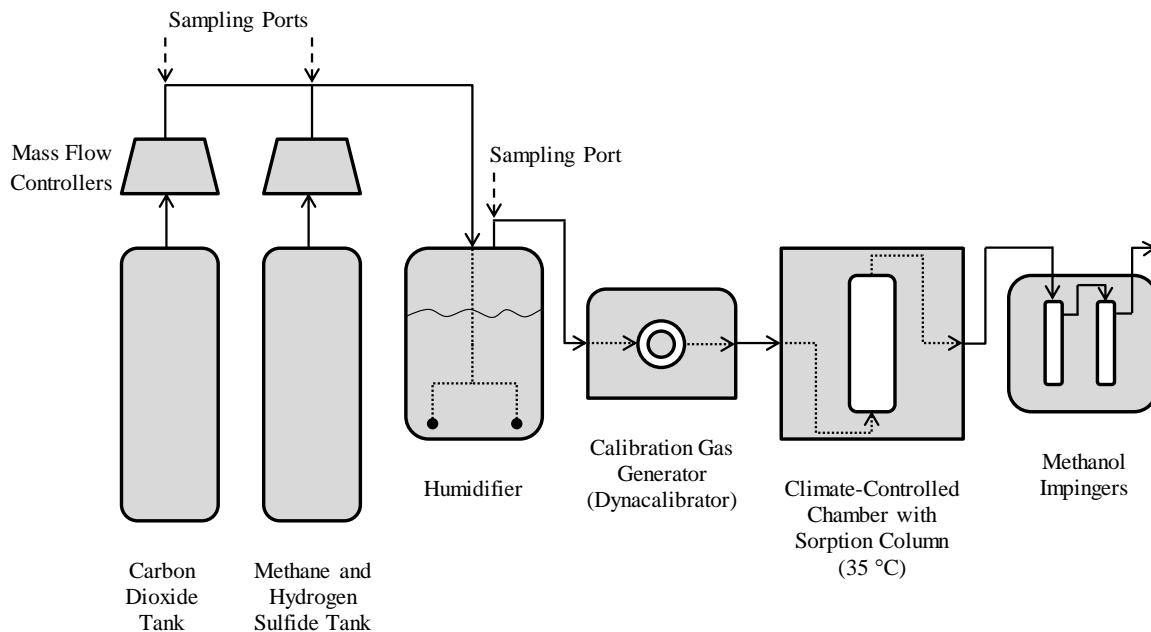 Sampling Ports
Mass Flow
Controllers
Sampling Port
Humidifier
Calibration Gas
Generator
(Dynacalibrator)
Climate-Controlled
Chamber with
Sorption Column
(35 °C)
Methanol
Impingers
Carbon
Dioxide
Tank
Methane and
Hydrogen
Sulfide Tank